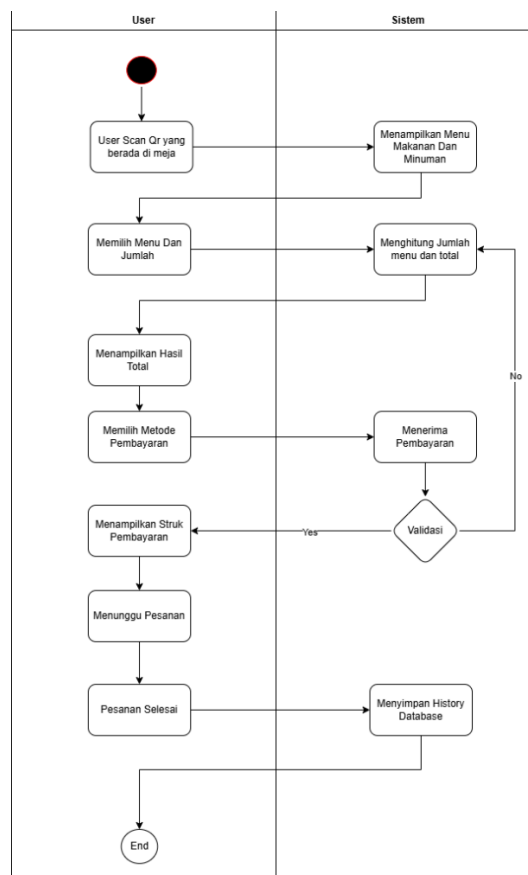 User
Sistem
User Scan Qr yang
berada di meja
Menampilkan Menu
Makanan Dan
Minuman
Memilih Menu Dan
Jumlah
Menghitung Jumlah
menu dan total
Menampilkan Hasil
Total
No
Memilih Metode
Pembayaran
Menerima
Pembayaran
Menampilkan Struk
Pembayaran
Yes
Validasi
Menunggu Pesanan
Pesanan Selesai
Menyimpan History
Database
End